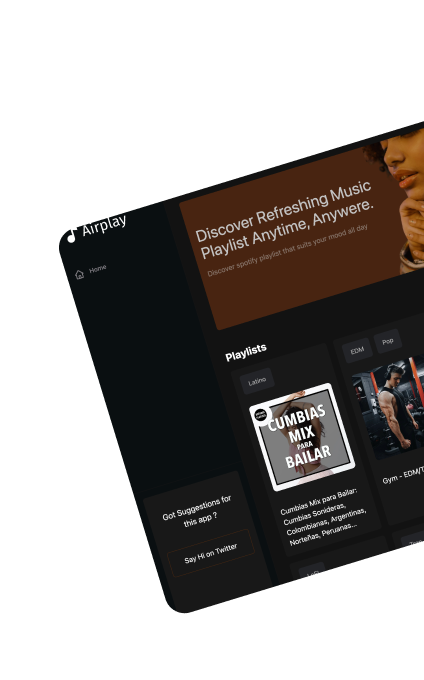 Airplay
Home
Discover Refreshing Music
Playlist Anytime, Anywere.
Discover spotify playlist that suits your mood all day
Playlists
Latino
EDM
Pop
CUMBIAS
MIX
PARA
BAILAR
Cumbias Mix para Bailar:
Cumbias Sonideras,
Colombianas, Argentinas,
Norteñas, Peruanas...
Gym - EDM/T
Got Suggestions for
this app ?
Say Hi on Twitter